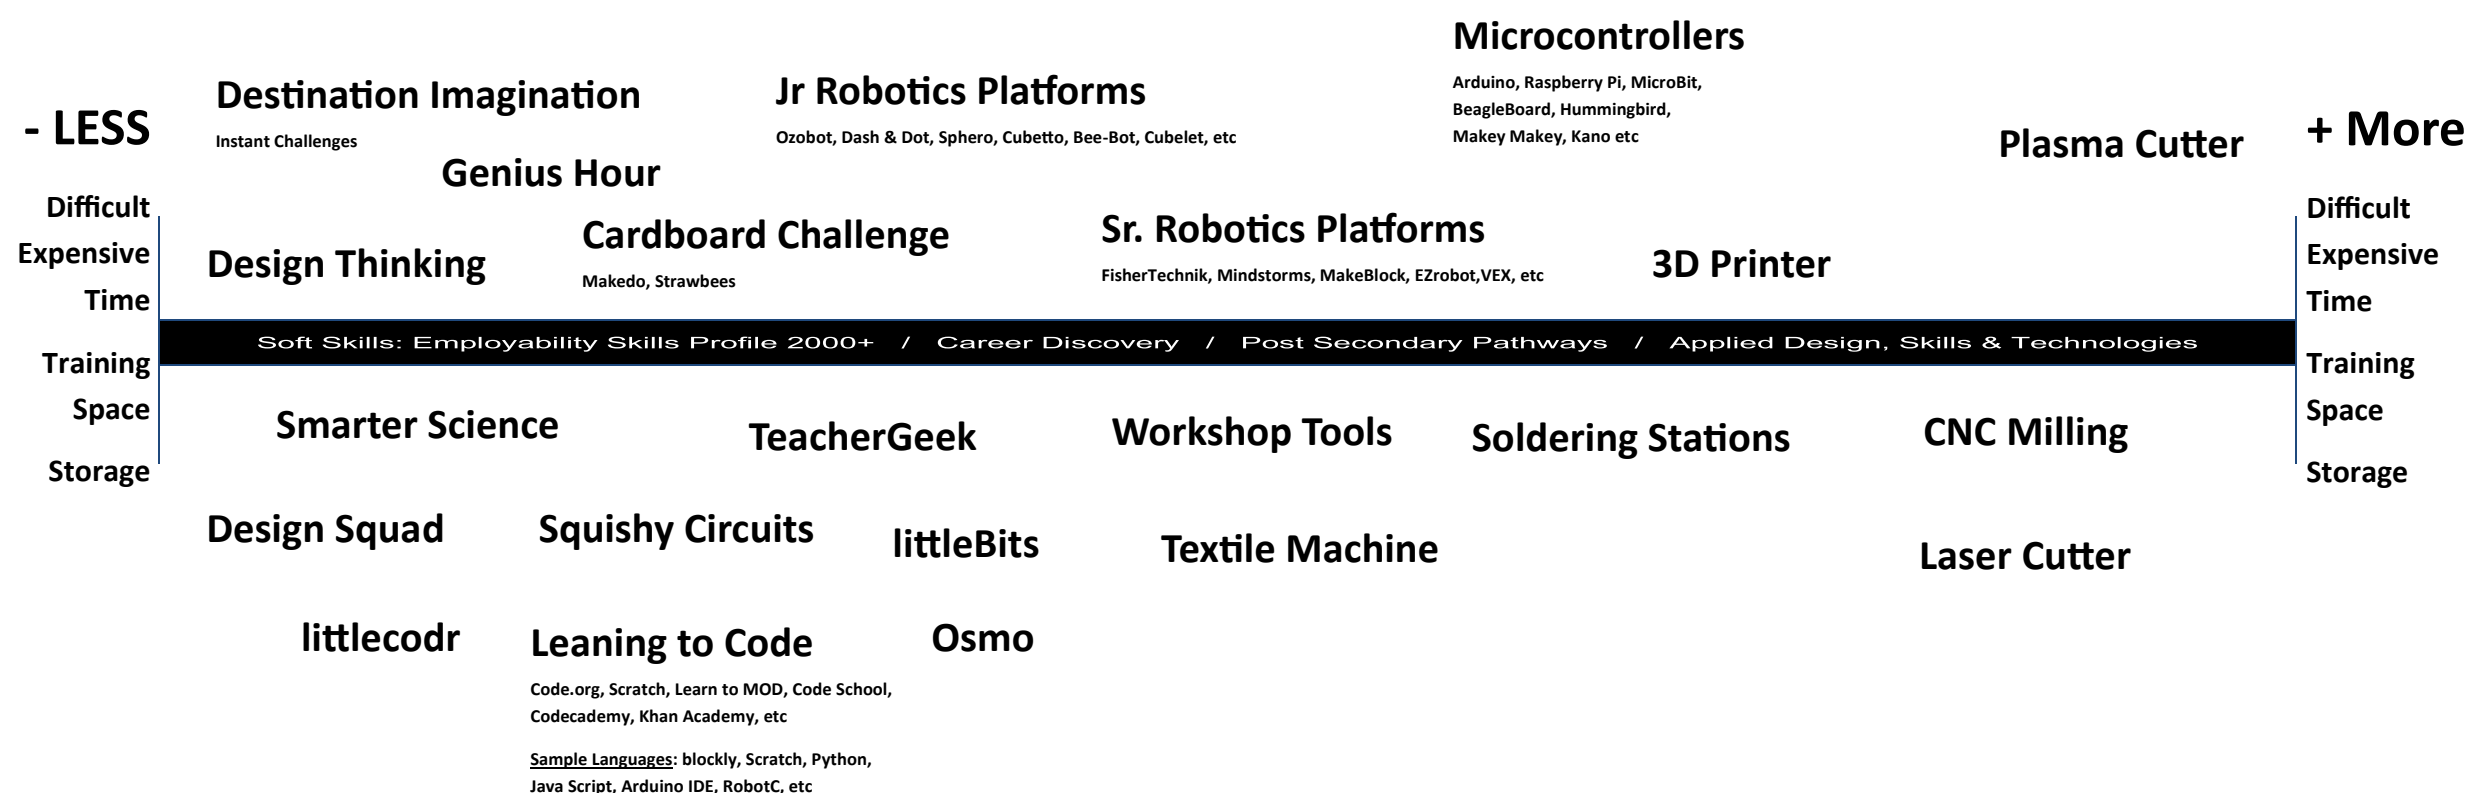 - LESS
Difficult
Expensive
Time
Training
Space
Storage
Destination Imagination
Instant Challenges
Genius Hour
Design Thinking
Cardboard Challenge
Makedo, Strawbees
Jr Robotics Platforms
Ozobot, Dash & Dot, Sphero, Cubetto, Bee-Bot, Cubelet, etc
Sr. Robotics Platforms
FisherTechnik, Mindstorms, MakeBlock, EZrobot,VEX, etc
Microcontrollers
Arduino, Raspberry Pi, MicroBit,
BeagleBoard, Hummingbird,
Makey Makey, Kano etc
3D Printer
Plasma Cutter
+ More
Difficult
Expensive
Time
Training
Space
Storage
Soft Skills: Employability Skills Profile 2000+ / Career Discovery / Post Secondary Pathways / Applied Design, Skills & Technologies
Smarter Science
TeacherGeek
Workshop Tools
Soldering Stations
CNC Milling
Design Squad
Squishy Circuits
littleBits
Textile Machine
Laser Cutter
littlecodr
Leaning to Code
Code.org, Scratch, Learn to MOD, Code School,
Codecademy, Khan Academy, etc
Sample Languages: blockly, Scratch, Python,
Java Script, Arduino IDE, RobotC, etc
Osmo